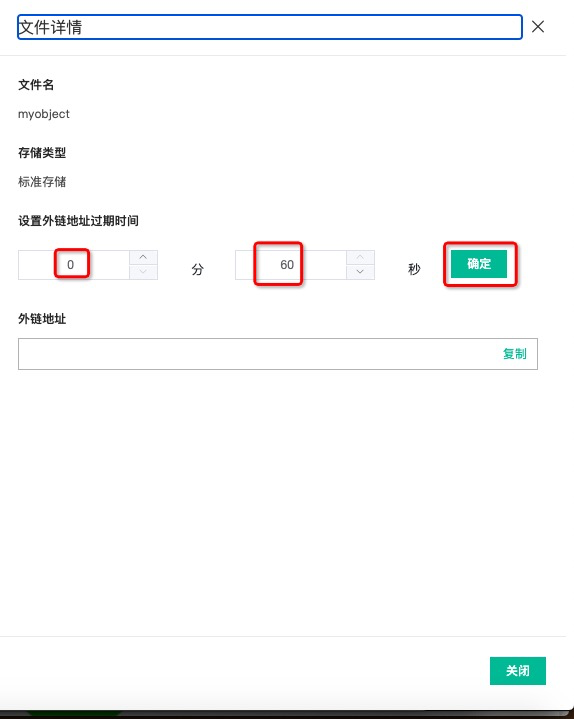 文件详情
文件名
myobject
存储类型
标准存储
设置外链地址过期时间
0 分 60 秒 确定
外链地址
复制
关闭